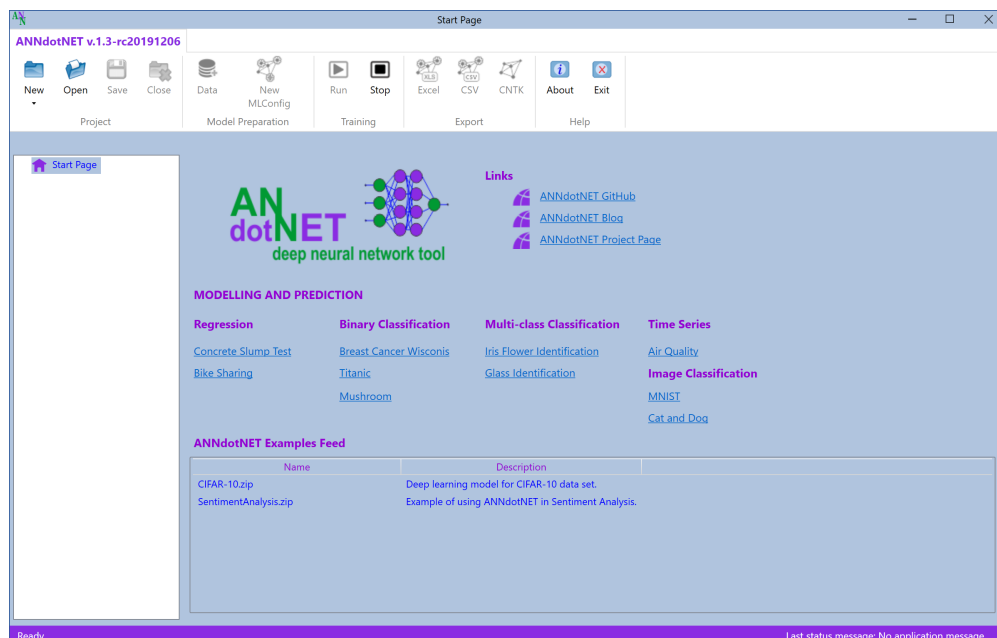 AN
N
Start Page
ANNdotNET v.1.3-rc20191206
New
Open
Save
Close
Data
New
MLConfig
Run
Stop
XLS
Excel
CSV
CSV
CNTK
About
Exit
Project
Model Preparation
Training
Export
Help
Start Page
AN
dotNET
deep neural network tool
Links
ANNdotNET GitHub
ANNdotNET Blog
ANNdotNET Project Page
MODELLING AND PREDICTION
Regression
Binary Classification
Multi-class Classification
Time Series
Concrete Slump Test
Breast Cancer Wisconis
Iris Flower Identification
Air Quality
Bike Sharing
Titanic
Glass Identification
Image Classification
Mushroom
MNIST
Cat and Dog
ANNdotNET Examples Feed
Name
Description
CIFAR-10.zip
Deep learning model for CIFAR-10 data set.
SentimentAnalysis.zip
Example of using ANNdotNET in Sentiment Analysis.
Ready
Last status message: No application message